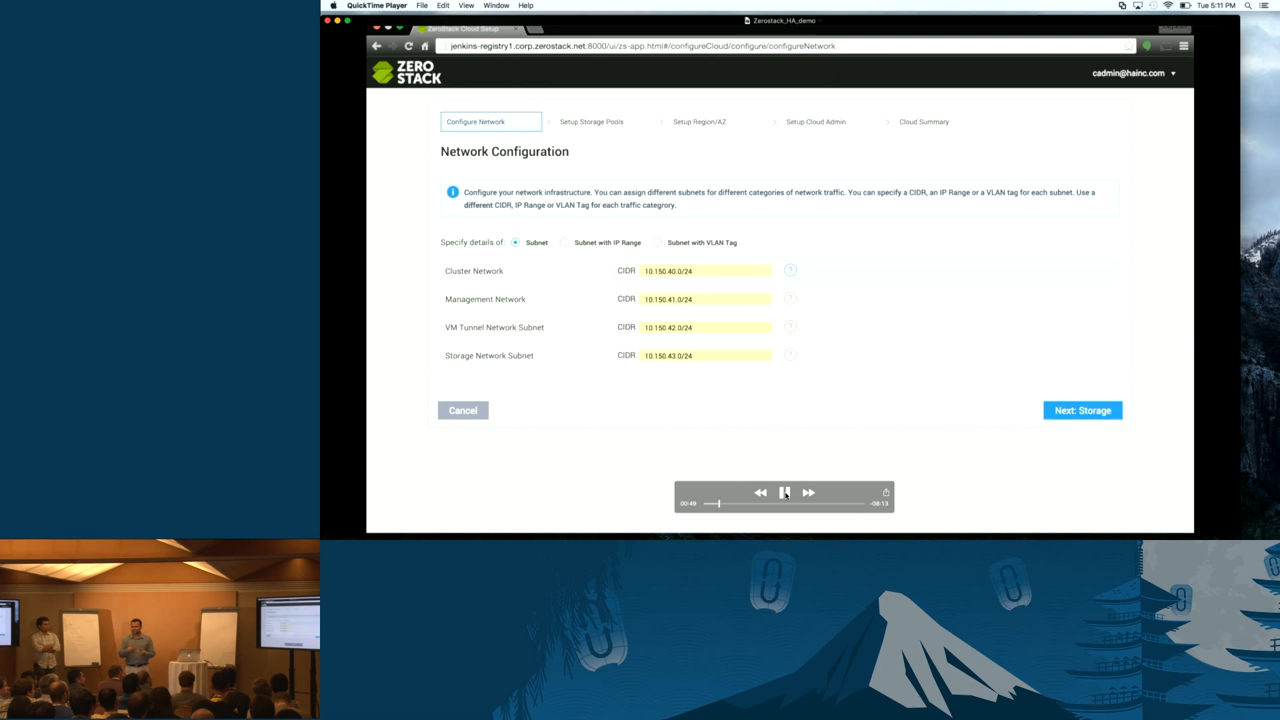 QuickTime Player File Edit View Window Help Tue 5:11 PM
Zerostack_HA_demo
ZeroStack Cloud Setup
jenkins-registry1.corp.zerostack.net:8000/ui/zs-app.html#/configureCloud/configure/configureNetwork
ZERO
STACK
cadmin@hainc.com
Configure Network Setup Storage Pools Setup Region/AZ Setup Cloud Admin Cloud Summary
Network Configuration
Configure your network infrastructure. You can assign different subnets for different categories of network traffic. You can specify a CIDR, an IP Range or a VLAN tag for each subnet. Use a
different CIDR, IP Range or VLAN Tag for each traffic catregrory.
Specify details of: Subnet Subnet with IP Range Subnet with VLAN Tag
Cluster Network CIDR 10.150.40.0/24 ?
Management Network CIDR 10.150.41.0/24 ?
VM Tunnel Network Subnet CIDR 10.150.42.0/24 ?
Storage Network Subnet CIDR 10.150.43.0/24 ?
Cancel Next: Storage
00:49 -08:13